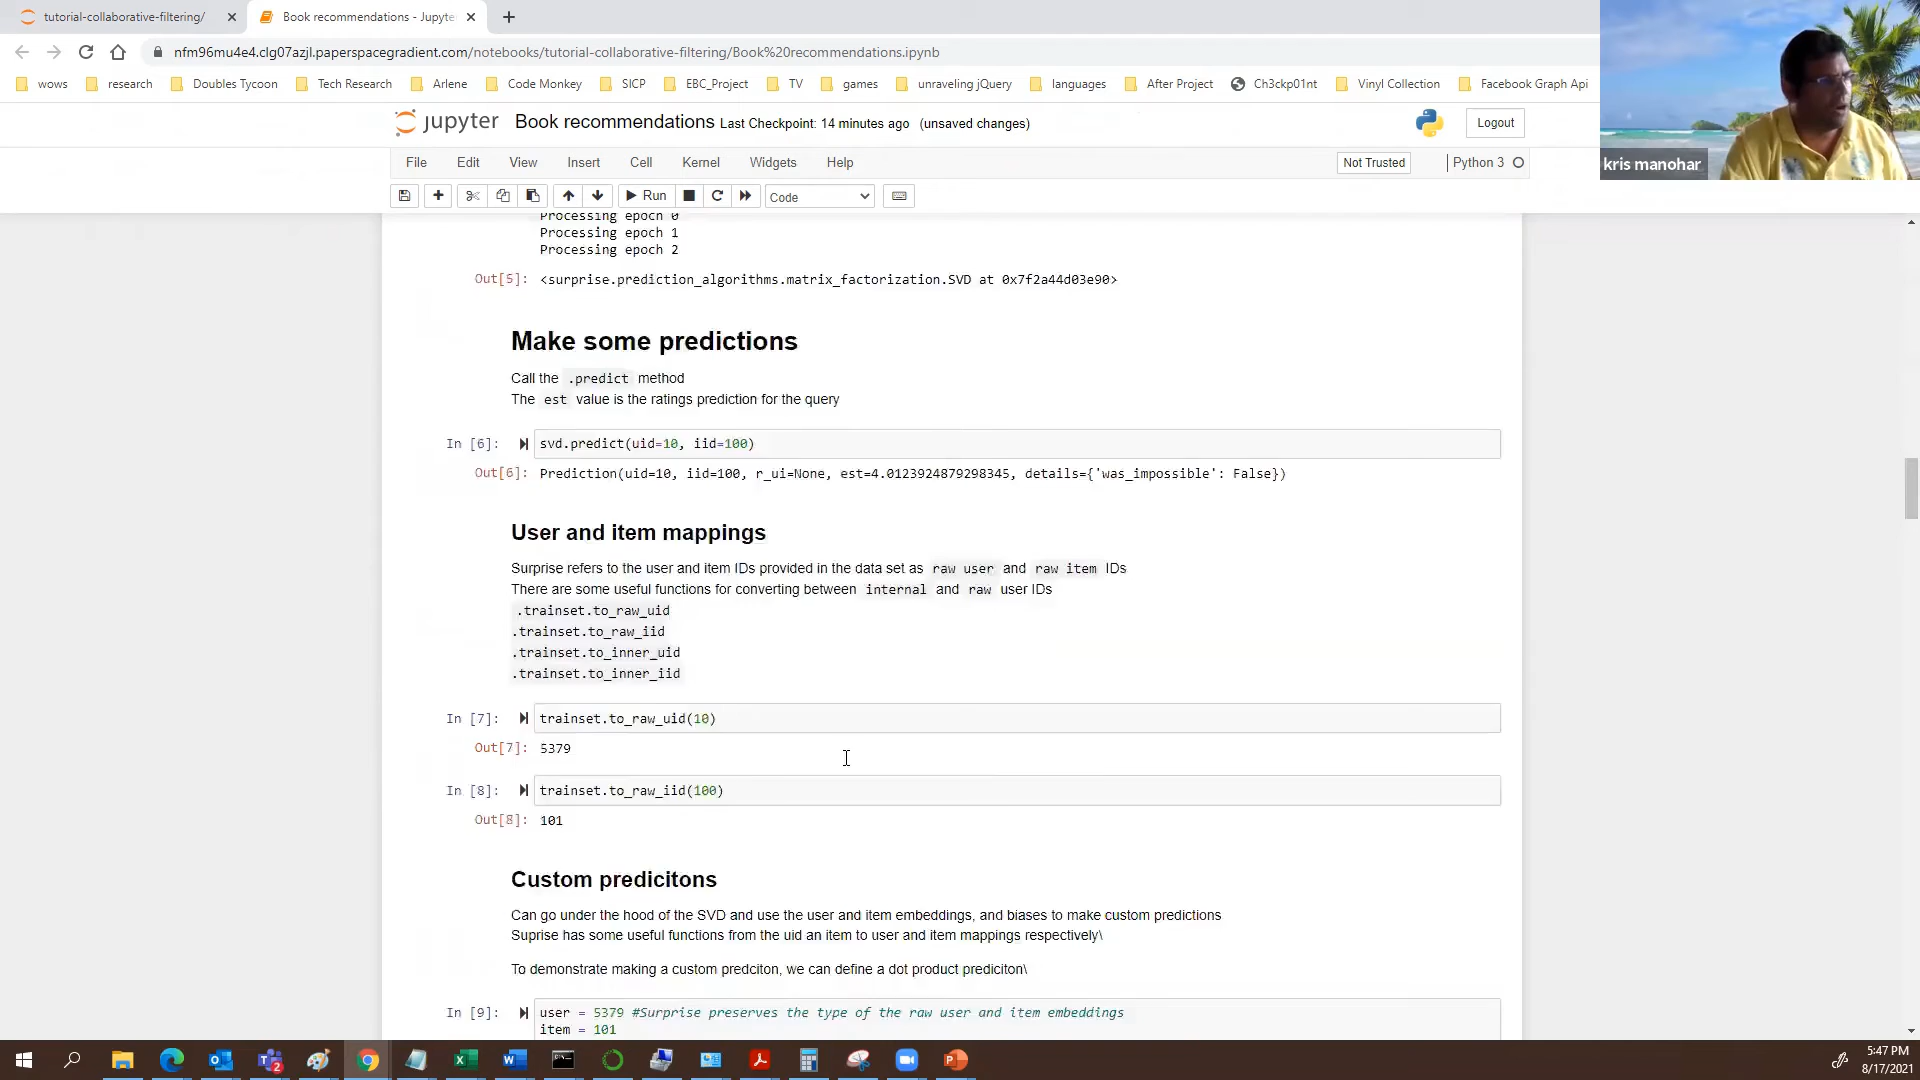 tutorial-collaborative-filtering/
Book recommendations - Jupyte
nfm96mu4e4.clg07azjl.paperspacegradient.com/notebooks/tutorial-collaborative-filtering/Book%20recommendations.ipynb
wows research Doubles Tycoon Tech Research Arlene Code Monkey SICP EBC_Project TV games unraveling jQuery languages After Project Ch3ckp01nt Vinyl Collection Facebook Graph Api
kris manohar
jupyter Book recommendations Last Checkpoint: 14 minutes ago (unsaved changes)
Logout
File Edit View Insert Cell Kernel Widgets Help
Not Trusted
Python 3
Run
Code
Processing epoch 0
Processing epoch 1
Processing epoch 2
Out[5]: <surprise.prediction_algorithms.matrix_factorization.SVD at 0x7f2a44d03e90>
Make some predictions
Call the .predict method
The est value is the ratings prediction for the query
In [6]: svd.predict(uid=10, iid=100)
Out[6]: Prediction(uid=10, iid=100, r_ui=None, est=4.0123924879298345, details={'was_impossible': False})
User and item mappings
Surprise refers to the user and item IDs provided in the data set as raw user and raw item IDs
There are some useful functions for converting between internal and raw user IDs
.trainset.to_raw_uid
.trainset.to_raw_iid
.trainset.to_inner_uid
.trainset.to_inner_iid
In [7]: trainset.to_raw_uid(10)
Out[7]: 5379
In [8]: trainset.to_raw_iid(100)
Out[8]: 101
Custom predicitons
Can go under the hood of the SVD and use the user and item embeddings, and biases to make custom predictions
Suprise has some useful functions from the uid an item to user and item mappings respectively\
To demonstrate making a custom predciton, we can define a dot product prediciton\
In [9]: user = 5379 #Surprise preserves the type of the raw user and item embeddings
item = 101
5:47 PM
8/17/2021